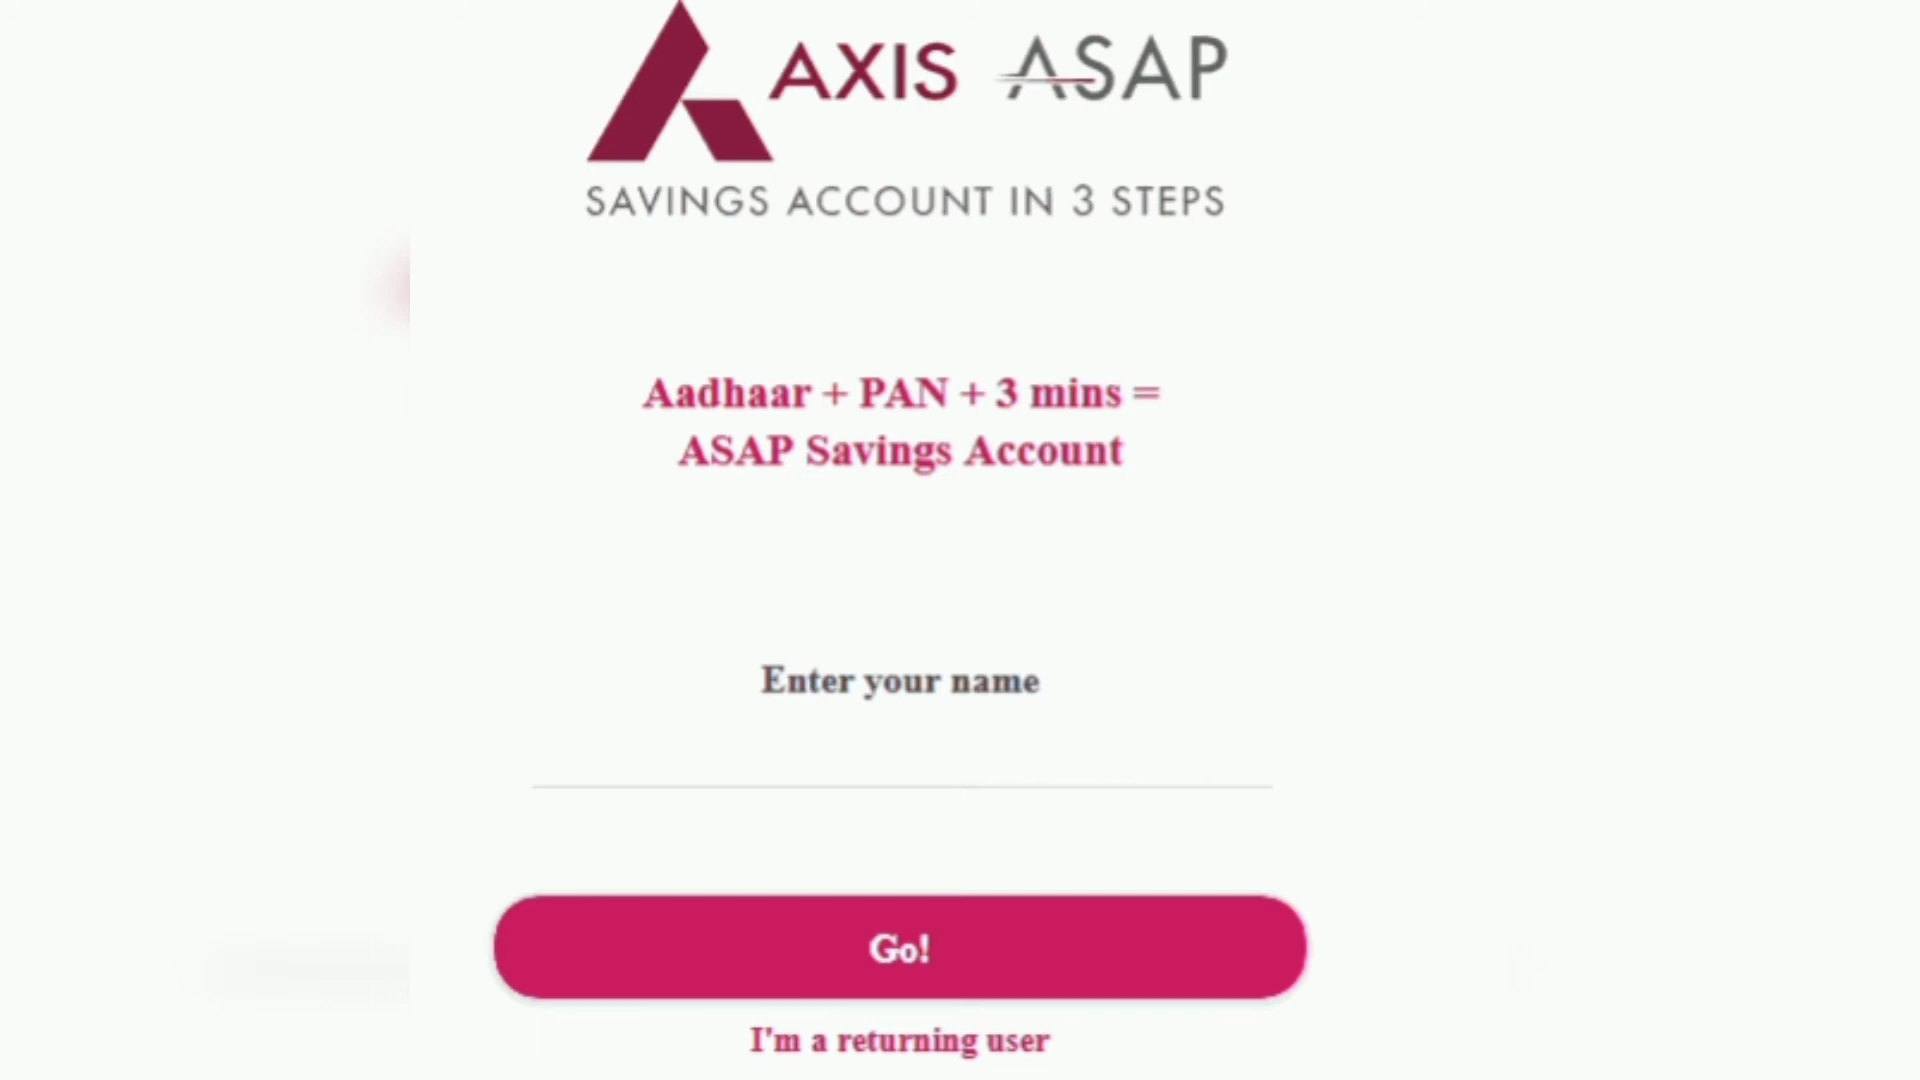 AXIS ASAP
SAVINGS ACCOUNT IN 3 STEPS
Aadhaar + PAN + 3 mins =
ASAP Savings Account
Enter your name
Go!
I'm a returning user